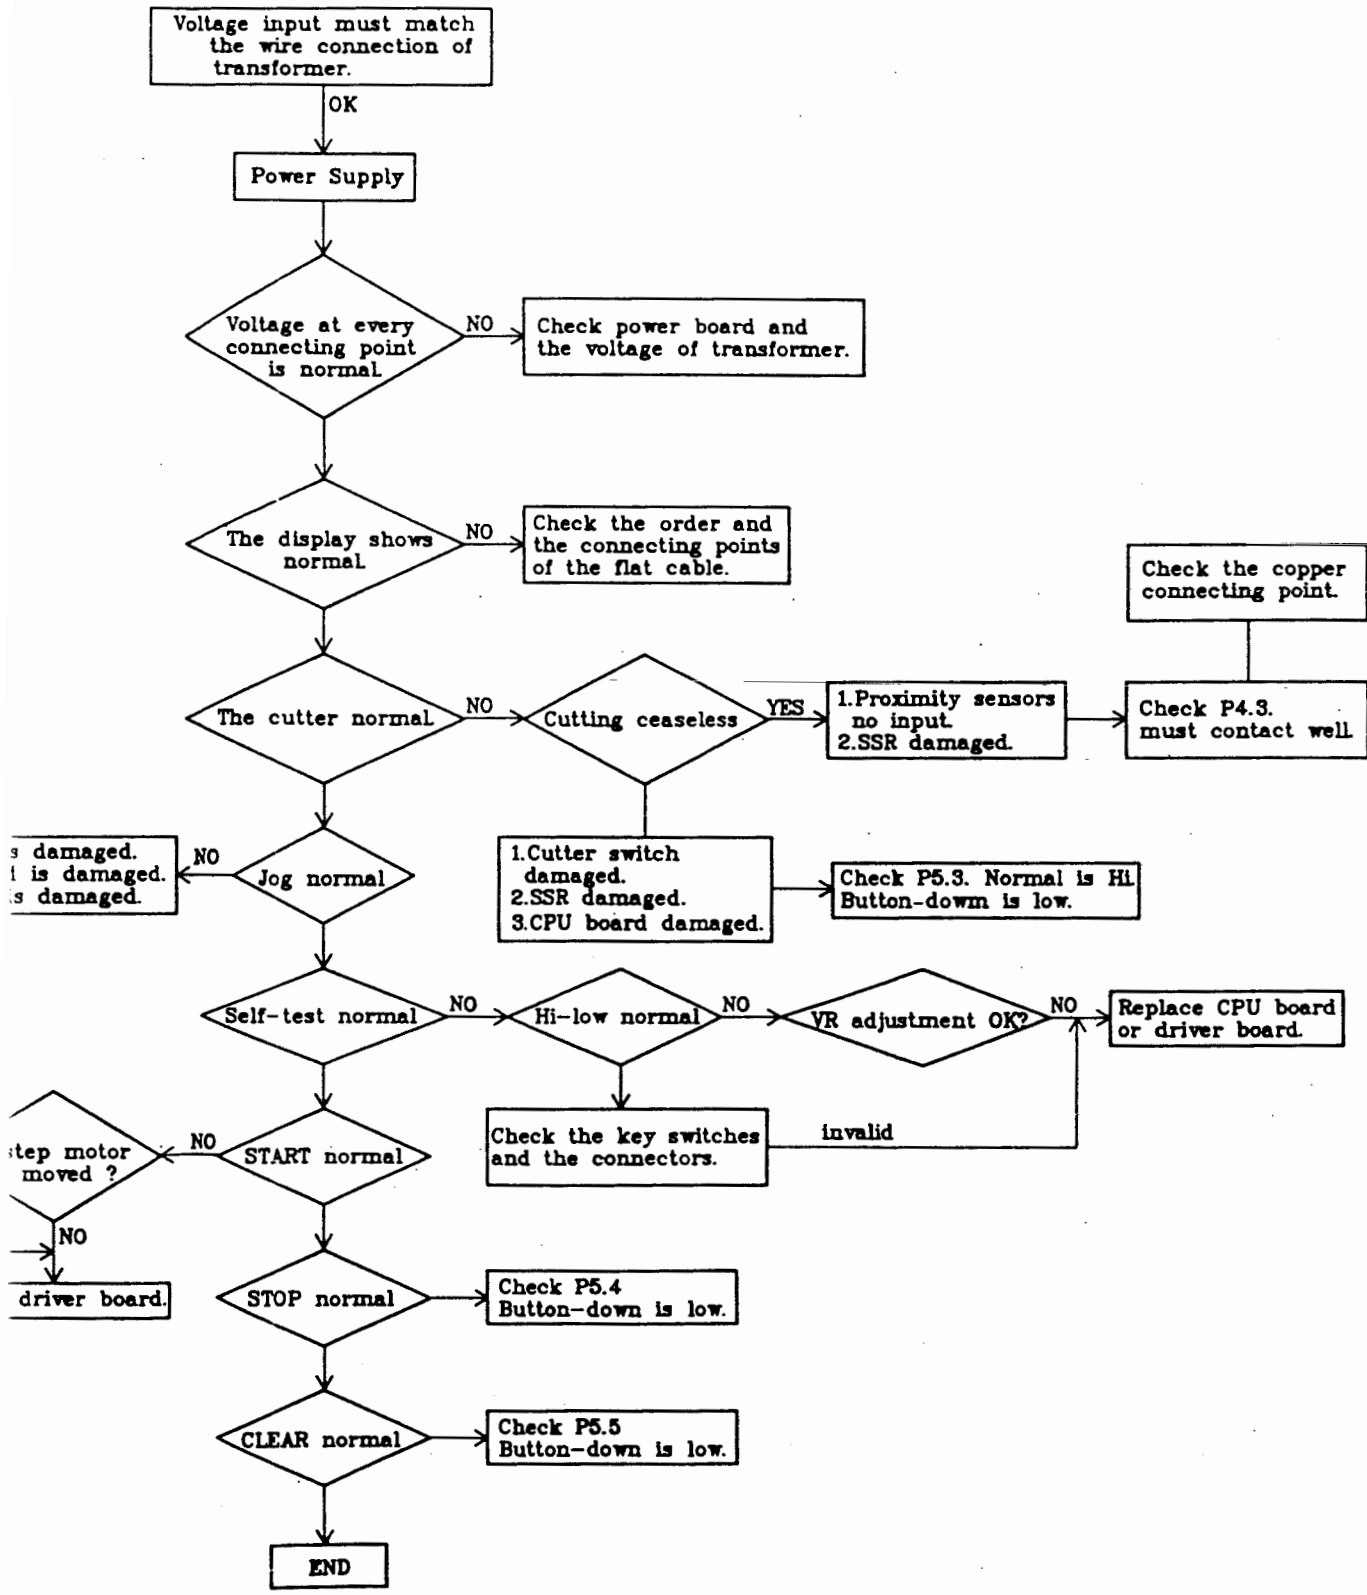 Voltage input must match
the wire connection of
transformer.
OK
Power Supply
Voltage at every
connecting point
is normal.
NO
Check power board and
the voltage of transformer.
The display shows
normal.
NO
Check the order and
the connecting points
of the flat cable.
Check the copper
connecting point.
The cutter normal.
NO
Cutting ceaseless
YES
1.Proximity sensors
no input.
2.SSR damaged.
Check P4.3.
must contact well.
s damaged.
is damaged.
is damaged.
NO
Jog normal
1.Cutter switch
damaged.
2.SSR damaged.
3.CPU board damaged.
Check P5.3. Normal is Hi.
Button-down is low.
Self-test normal
NO
Hi-low normal
NO
VR adjustment OK?
NO
Replace CPU board
or driver board.
step motor
moved ?
NO
START normal
Check the key switches
and the connectors.
invalid
NO
driver board.
STOP normal
Check P5.4
Button-down is low.
CLEAR normal
Check P5.5
Button-down is low.
END